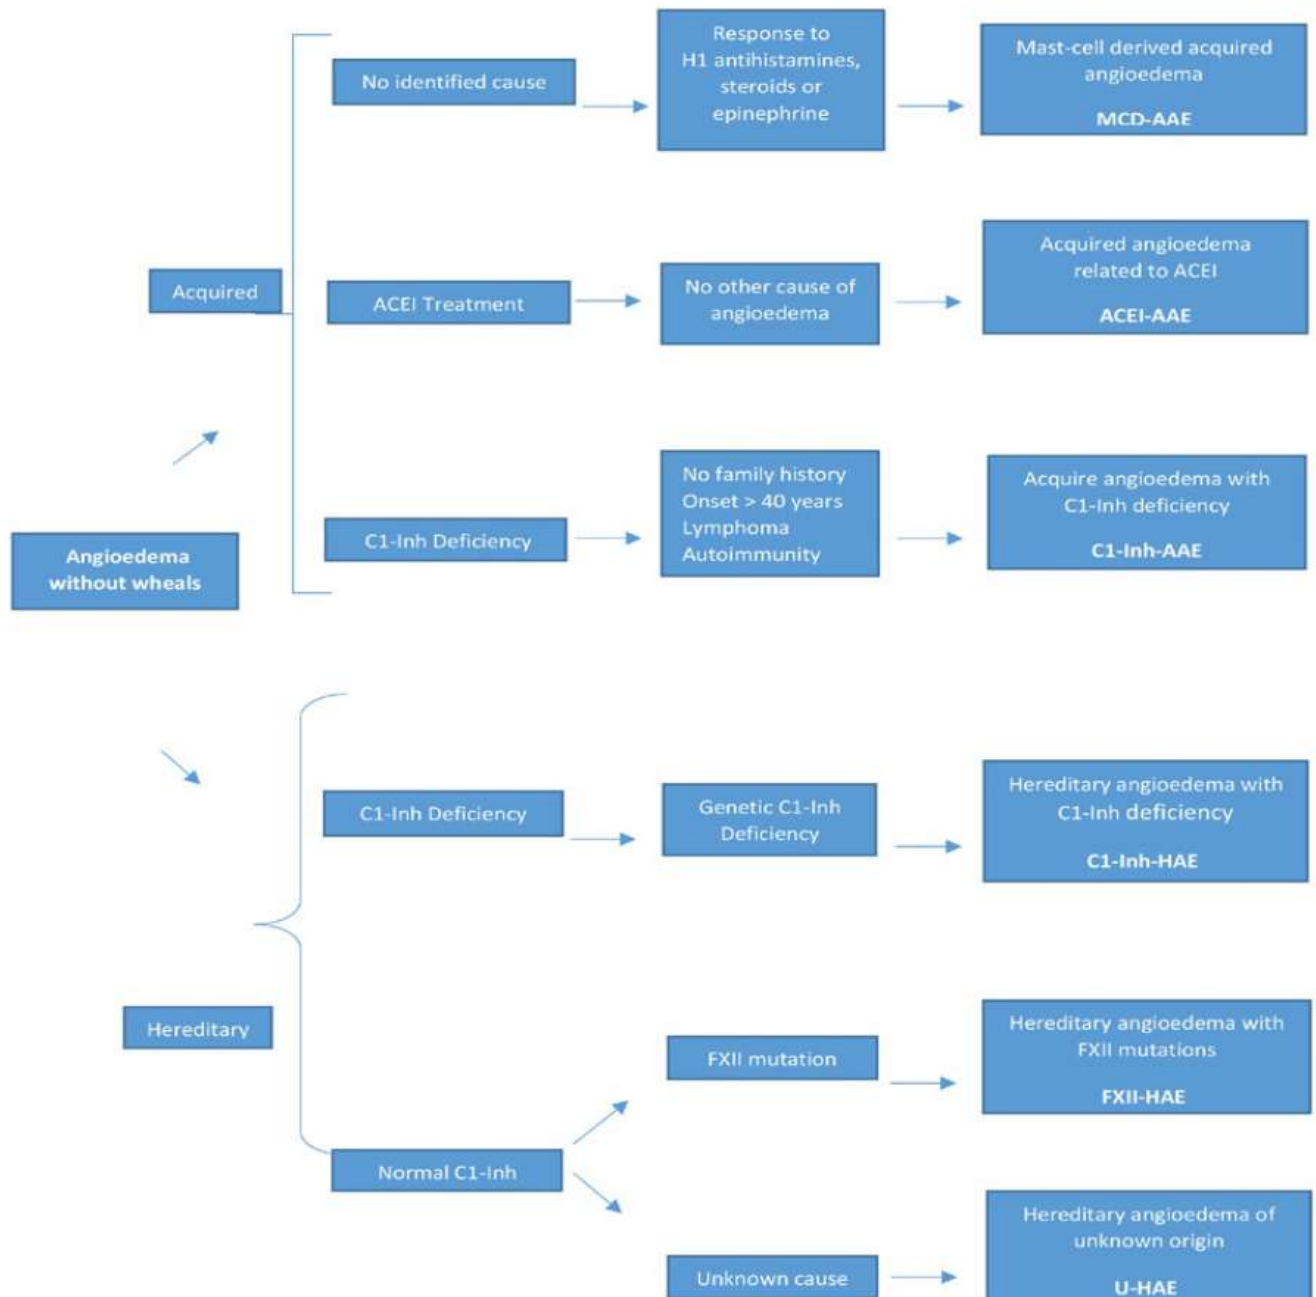 No identified cause
Response to
H1 antihistamines,
steroids or
epinephrine
Mast-cell derived acquired
angioedema
MCD-AAE
Acquired
ACEI Treatment
No other cause of
angioedema
Acquired angioedema
related to ACEI
ACEI-AAE
Angioedema
without wheals
C1-Inh Deficiency
No family history
Onset > 40 years
Lymphoma
Autoimmunity
Acquire angioedema with
C1-Inh deficiency
C1-Inh-AAE
C1-Inh Deficiency
Genetic C1-Inh
Deficiency
Hereditary angioedema with
C1-Inh deficiency
C1-Inh-HAE
Hereditary
FXII mutation
Hereditary angioedema with
FXII mutations
FXII-HAE
Normal C1-Inh
Unknown cause
Hereditary angioedema of
unknown origin
U-HAE